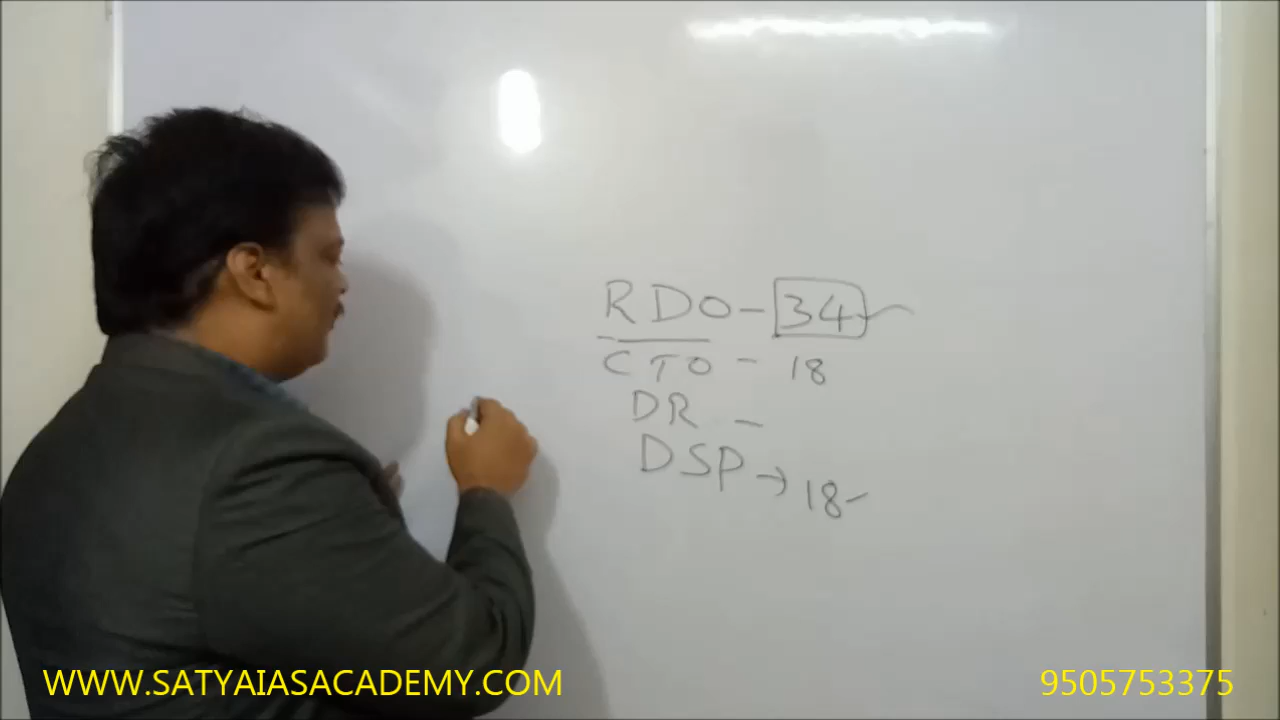 RDO - 34
CTO - 18
DR -
DSP → 18
WWW.SATYAIASACADEMY.COM
9505753375